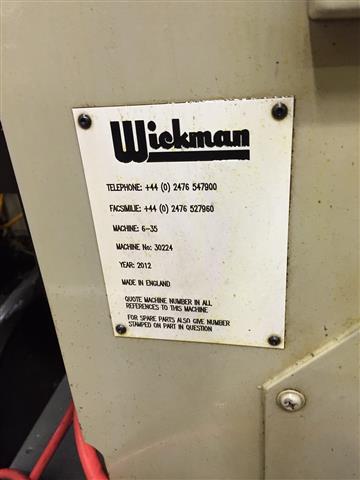 Wickman
TELEPHONE: +44 (0) 2476 547900
FACSIMILIE: +44 (0) 2476 527960
MACHINE: 6-35
MACHINE No: 30224
YEAR: 2012
MADE IN ENGLAND
QUOTE MACHINE NUMBER IN ALL
REFERENCES TO THIS MACHINE
FOR SPARE PARTS ALSO GIVE NUMBER
STAMPED ON PART IN QUESTION